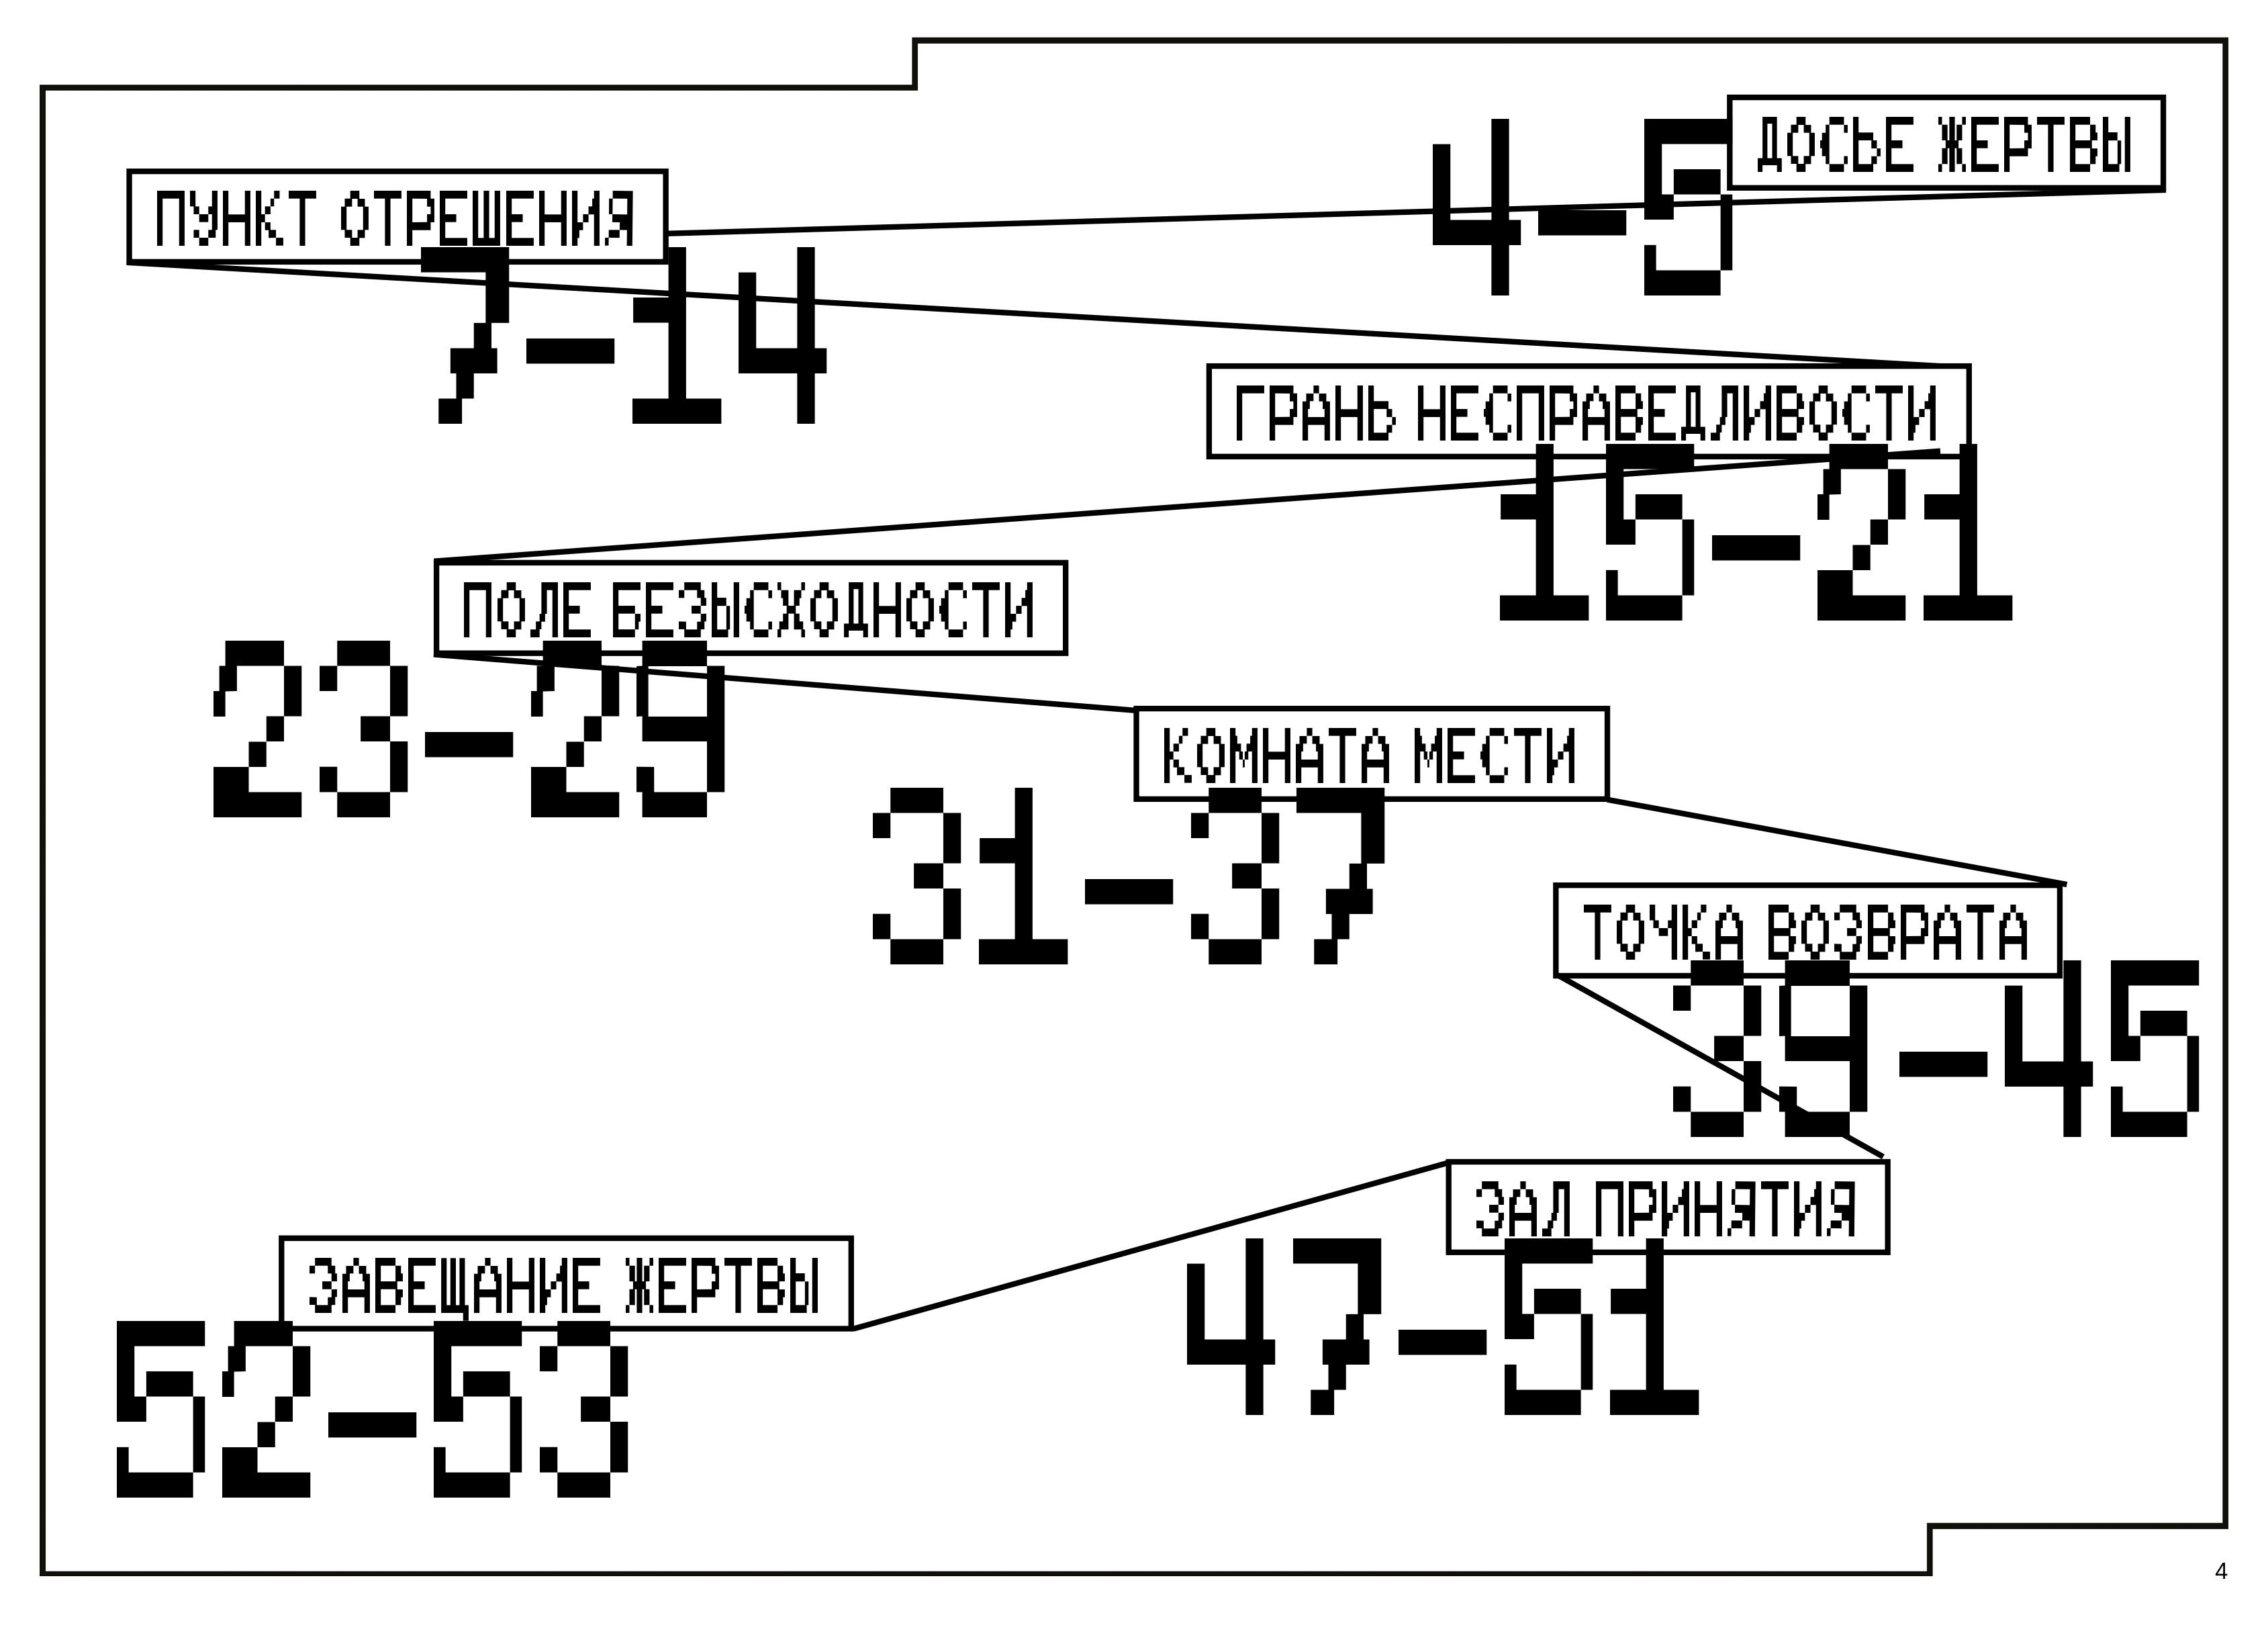 ДОСЬЕ ЖЕРТВЫ
4-5
ПУНКТ ОТРЕШЕНИЯ
7-14
ГРАНЬ НЕСПРАВЕДЛИВОСТИ
15-21
ПОЛЕ БЕЗЫСХОДНОСТИ
23-29
КОМНАТА МЕСТИ
31-37
ТОЧКА ВОЗВРАТА
39-45
ЗАЛ ПРИНЯТИЯ
47-51
ЗАВЕЩАНИЕ ЖЕРТВЫ
52-53
4